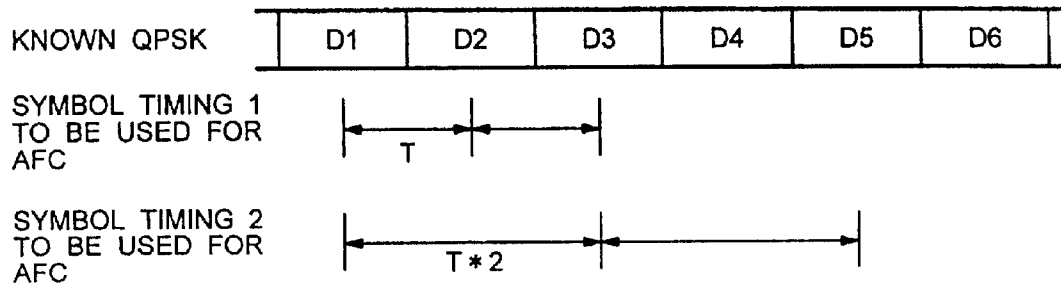 KNOWN QPSK D1 D2 D3 D4 D5 D6
SYMBOL TIMING 1
TO BE USED FOR
AFC
T
SYMBOL TIMING 2
TO BE USED FOR
AFC
T*2